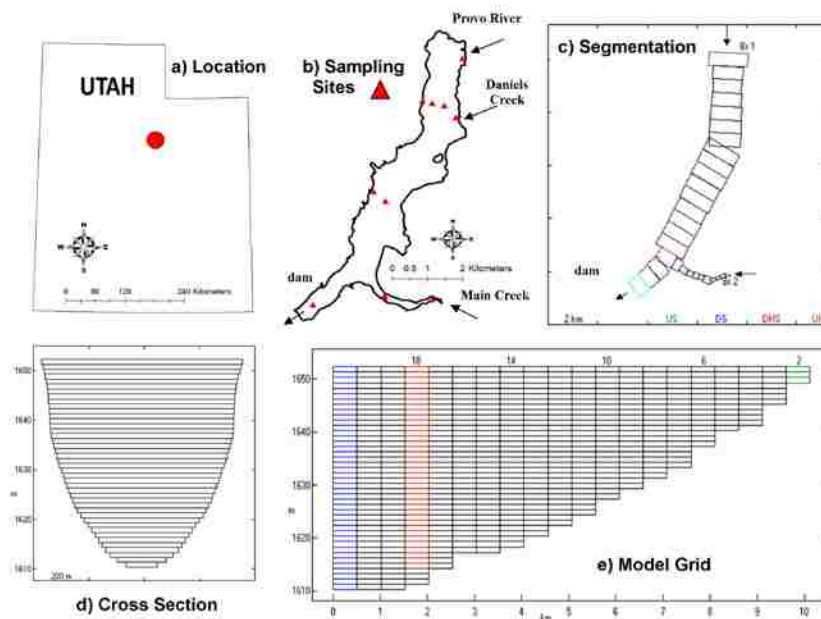 a) Location
UTAH
N
W
E
S
0 40 80 120
240 Kilometers
b) Sampling
Sites
Provo River
Daniels
Creek
N
W
E
S
0 0.5 1
2 Kilometers
dam
Main Creek
c) Segmentation
Br 1
dam
Br 2
2 km
US
DS
DHS
1650
1640
1630
1620
1610
m
200 m
d) Cross Section
18
14
10
6
2
1650
1640
1630
1620
1610
m
e) Model Grid
0 1 2 3 4 5 6 7 8 9 10
km